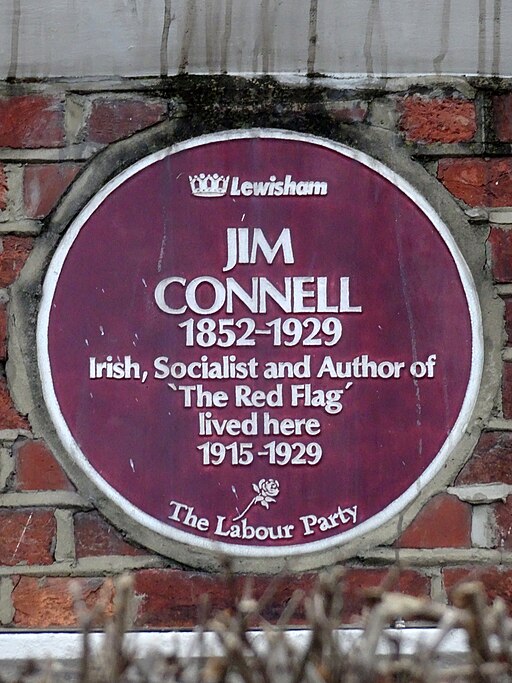 Lewisham
JIM
CONNELL
1852-1929
Irish, Socialist and Author of
`The Red Flag´
lived here
1915-1929
The Labour Party